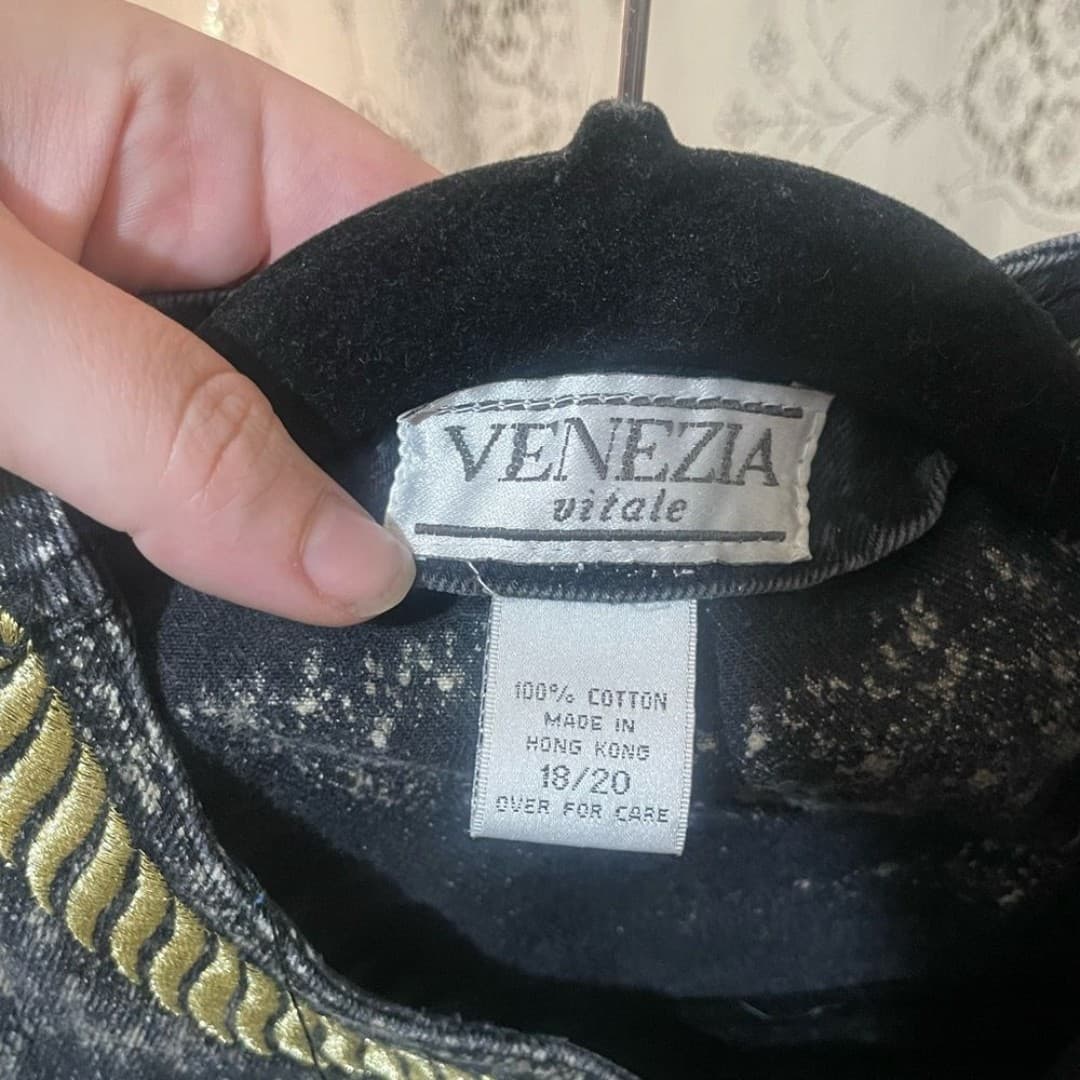 VENEZIA
vitale
100% COTTON
MADE IN
HONG KONG
18/20
OVER FOR CARE